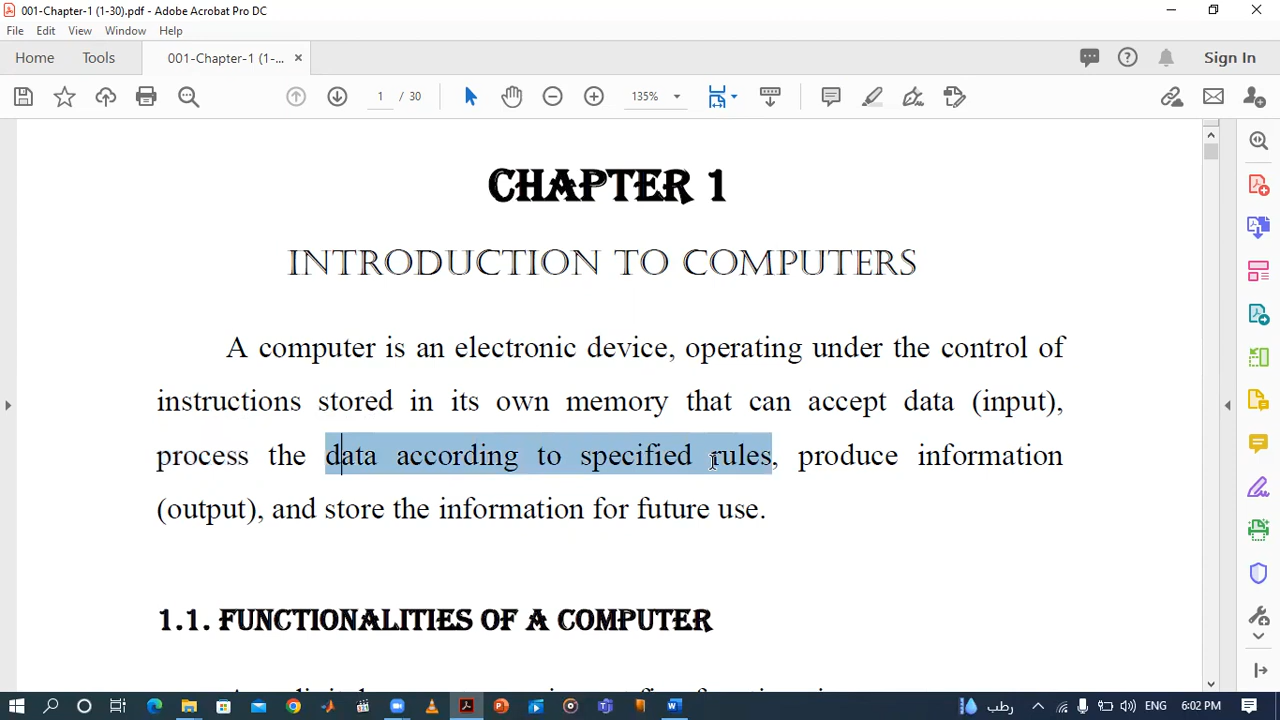 001-Chapter-1 (1-30).pdf - Adobe Acrobat Pro DC
File Edit View Window Help
Home Tools 001-Chapter-1 (1-... × Sign In
1 / 30 135%
CHAPTER 1
INTRODUCTION TO COMPUTERS
A computer is an electronic device, operating under the control of
instructions stored in its own memory that can accept data (input),
process the data according to specified rules, produce information
(output), and store the information for future use.
1.1. FUNCTIONALITIES OF A COMPUTER
رطب ENG 6:02 PM